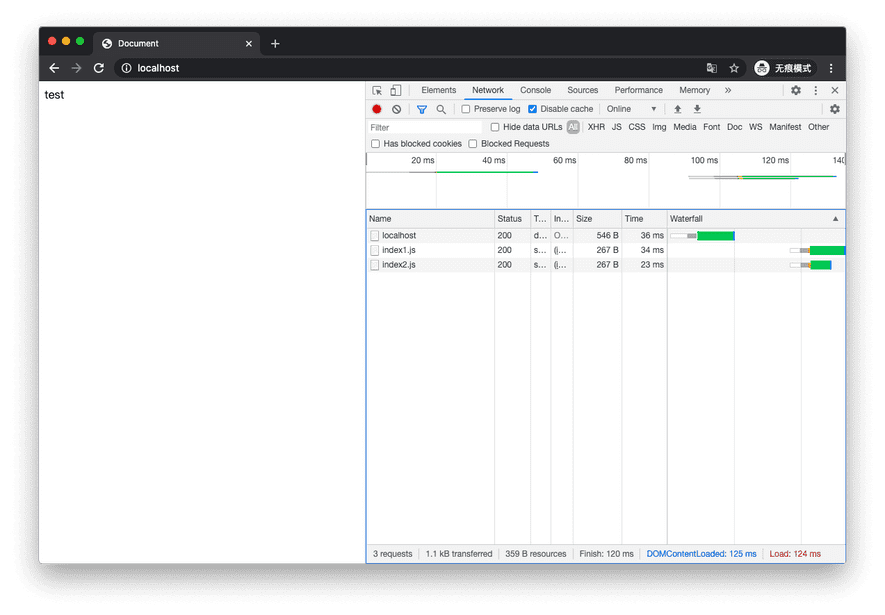 Document
localhost
无痕模式
test
Elements Network Console Sources Performance Memory
Preserve log Disable cache Online
Filter Hide data URLs All XHR JS CSS Img Media Font Doc WS Manifest Other
Has blocked cookies Blocked Requests
20 ms 40 ms 60 ms 80 ms 100 ms 120 ms
Name Status T... In... Size Time Waterfall
localhost 200 d... O... 546 B 36 ms
index1.js 200 s... (i... 267 B 34 ms
index2.js 200 s... (i... 267 B 23 ms
3 requests 1.1 kB transferred 359 B resources Finish: 120 ms DOMContentLoaded: 125 ms Load: 124 ms